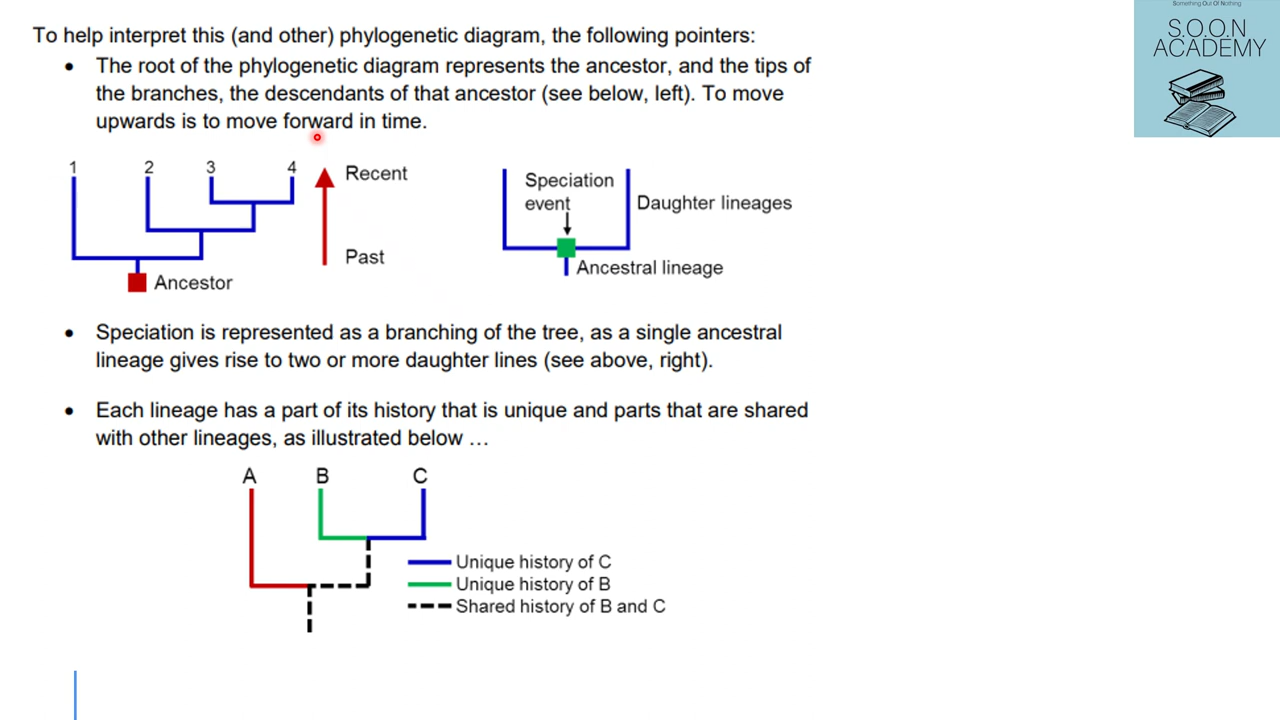 Something Out Of Nothing
S.O.O.N
ACADEMY
To help interpret this (and other) phylogenetic diagram, the following pointers:
• The root of the phylogenetic diagram represents the ancestor, and the tips of
the branches, the descendants of that ancestor (see below, left). To move
upwards is to move forward in time.
1 2 3 4
Recent
Past
Ancestor
Speciation
event
Daughter lineages
Ancestral lineage
• Speciation is represented as a branching of the tree, as a single ancestral
lineage gives rise to two or more daughter lines (see above, right).
• Each lineage has a part of its history that is unique and parts that are shared
with other lineages, as illustrated below …
A B C
Unique history of C
Unique history of B
Shared history of B and C